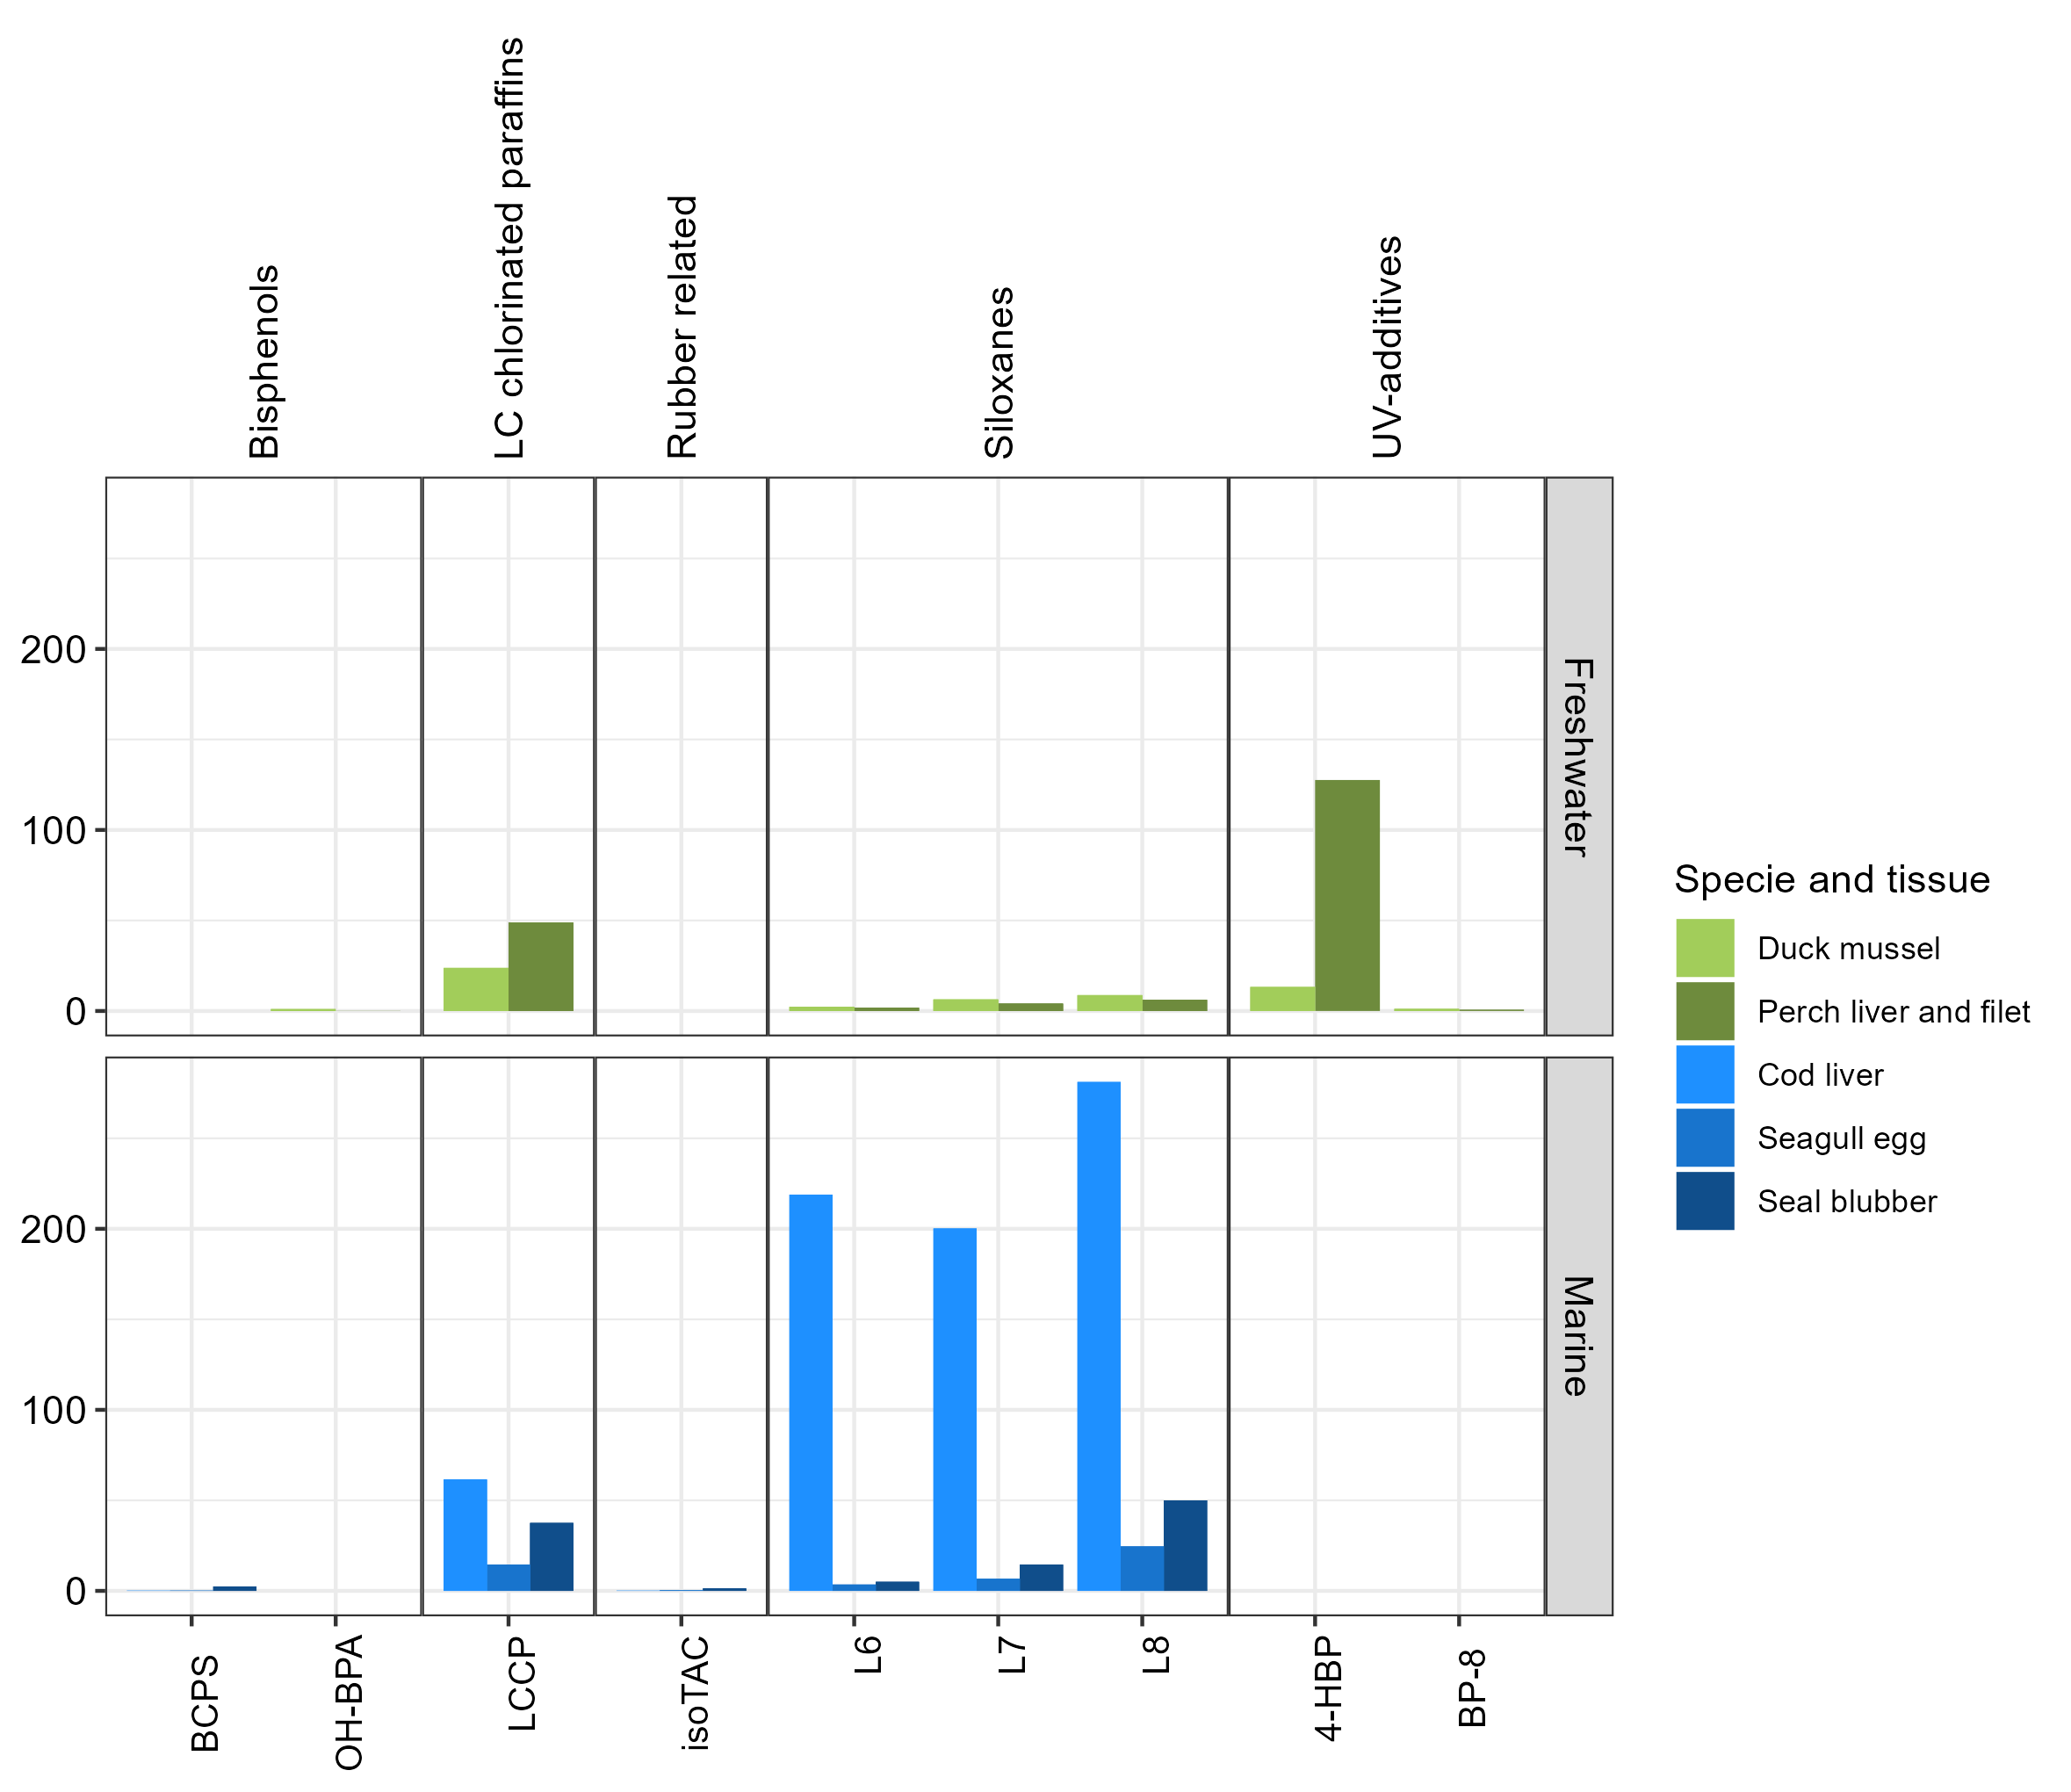 Bisphenols
LC chlorinated paraffins
Rubber related
Siloxanes
UV-additives
200
100
0
Freshwater
200
100
0
Marine
BCPS
OH-BPA
LCCP
isoTAC
L6
L7
L8
4-HBP
BP-8
Specie and tissue
Duck mussel
Perch liver and filet
Cod liver
Seagull egg
Seal blubber